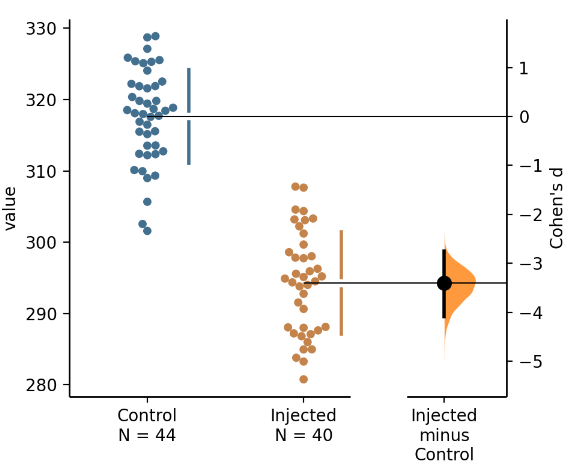 330
320
310
300
290
280
value
1
0
−1
−2
−3
−4
−5
Cohen's d
Control
N = 44
Injected
N = 40
Injected
minus
Control